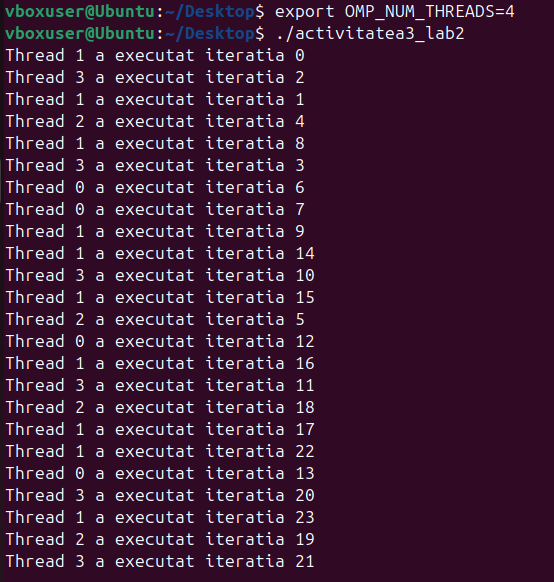 vboxuser@Ubuntu:~/Desktop$ export OMP_NUM_THREADS=4
vboxuser@Ubuntu:~/Desktop$ ./activitatea3_lab2
Thread 1 a executat iteratia 0
Thread 3 a executat iteratia 2
Thread 1 a executat iteratia 1
Thread 2 a executat iteratia 4
Thread 1 a executat iteratia 8
Thread 3 a executat iteratia 3
Thread 0 a executat iteratia 6
Thread 0 a executat iteratia 7
Thread 1 a executat iteratia 9
Thread 1 a executat iteratia 14
Thread 3 a executat iteratia 10
Thread 1 a executat iteratia 15
Thread 2 a executat iteratia 5
Thread 0 a executat iteratia 12
Thread 1 a executat iteratia 16
Thread 3 a executat iteratia 11
Thread 2 a executat iteratia 18
Thread 1 a executat iteratia 17
Thread 1 a executat iteratia 22
Thread 0 a executat iteratia 13
Thread 3 a executat iteratia 20
Thread 1 a executat iteratia 23
Thread 2 a executat iteratia 19
Thread 3 a executat iteratia 21